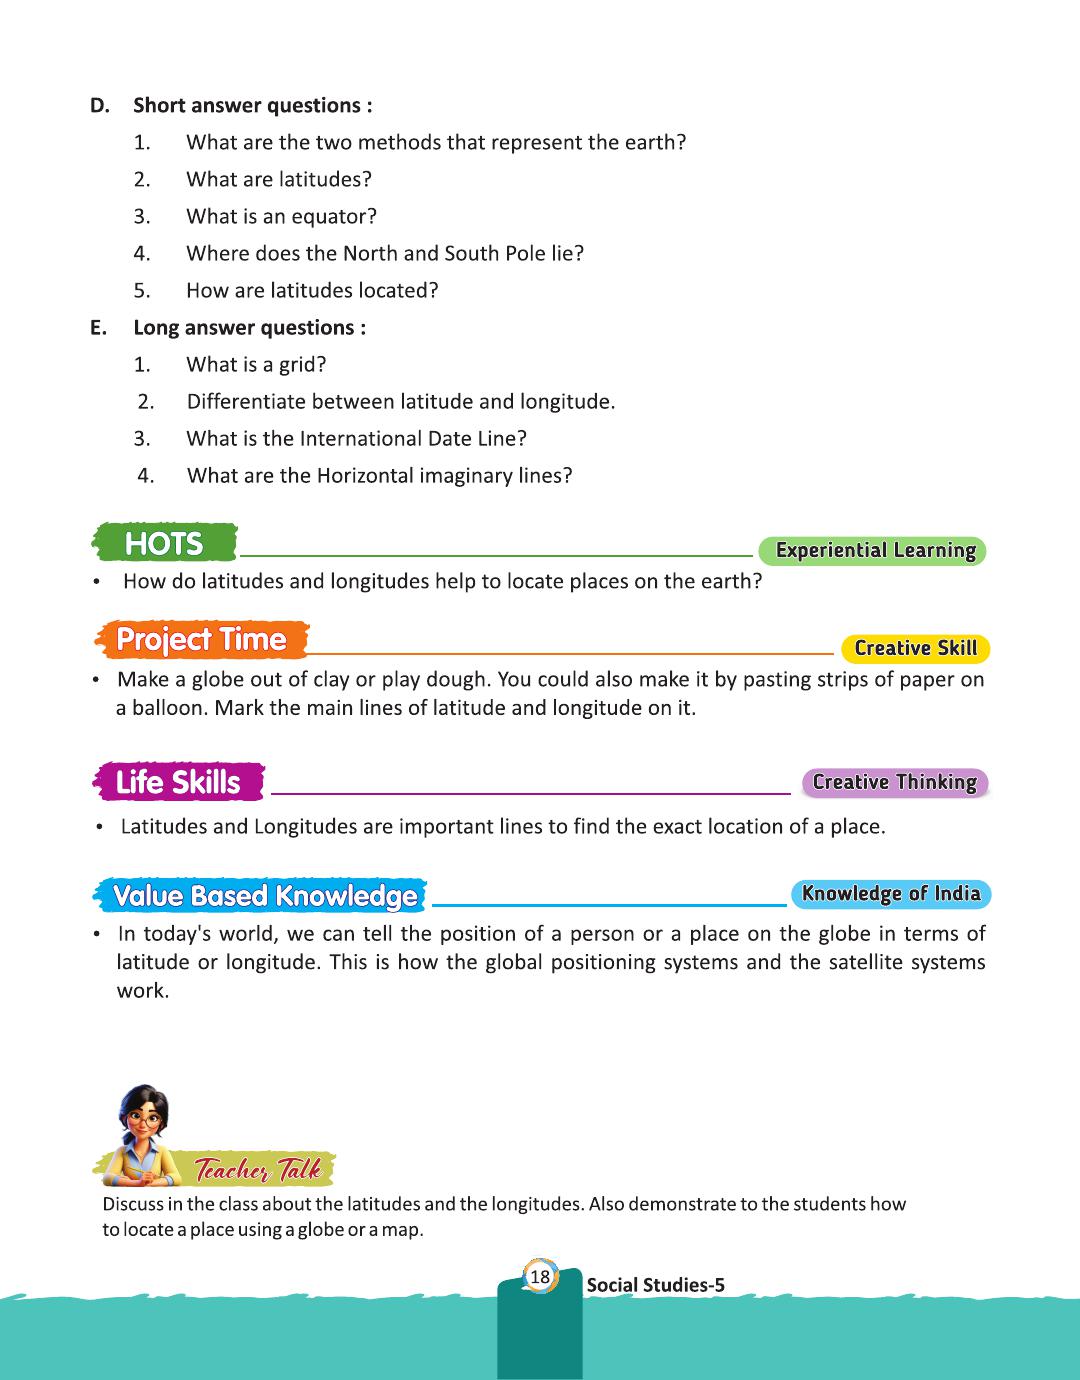 D. Short answer questions :
1. What are the two methods that represent the earth?
2. What are latitudes?
3. What is an equator?
4. Where does the North and South Pole lie?
5. How are latitudes located?
E. Long answer questions :
1. What is a grid?
2. Differentiate between latitude and longitude.
3. What is the International Date Line?
4. What are the Horizontal imaginary lines?
HOTS
Experiential Learning
• How do latitudes and longitudes help to locate places on the earth?
Project Time
Creative Skill
• Make a globe out of clay or play dough. You could also make it by pasting strips of paper on
a balloon. Mark the main lines of latitude and longitude on it.
Life Skills
Creative Thinking
• Latitudes and Longitudes are important lines to find the exact location of a place.
Value Based Knowledge
Knowledge of India
• In today's world, we can tell the position of a person or a place on the globe in terms of
latitude or longitude. This is how the global positioning systems and the satellite systems
work.
Teacher Talk
Discuss in the class about the latitudes and the longitudes. Also demonstrate to the students how
to locate a place using a globe or a map.
18
Social Studies-5